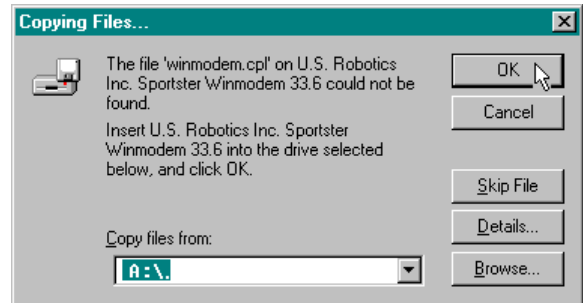 Copying Files...
The file 'winmodem.cpl' on U.S. Robotics
Inc. Sportster Winmodem 33.6 could not be
found.
Insert U.S. Robotics Inc. Sportster
Winmodem 33.6 into the drive selected
below, and click OK.
Copy files from:
A:\.
OK
Cancel
Skip File
Details...
Browse...